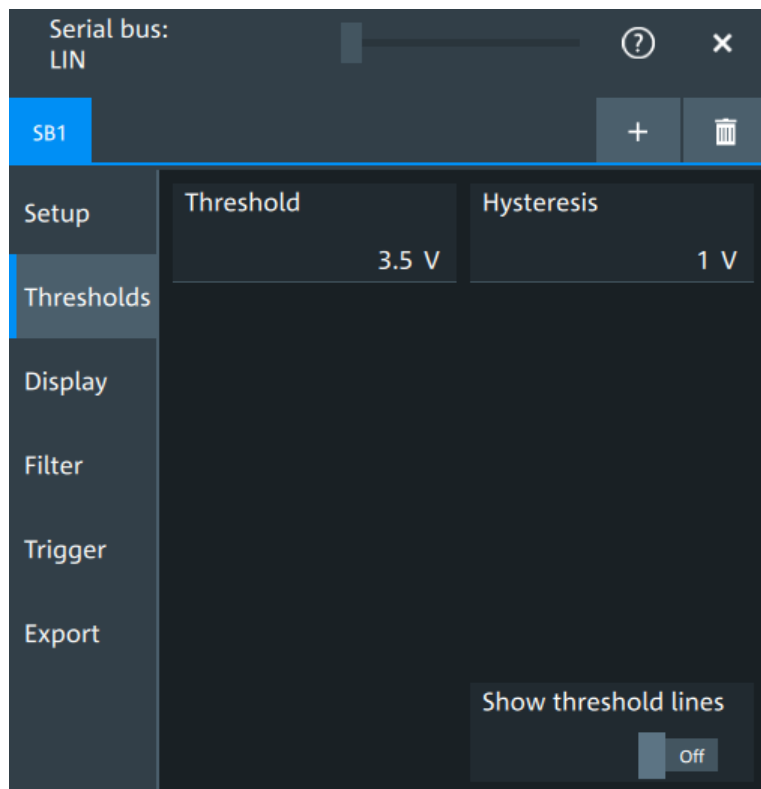 Serial bus:
LIN
?
SB1
+
Setup
Thresholds
Display
Filter
Trigger
Export
Threshold
3.5 V
Hysteresis
1 V
Show threshold lines
Off